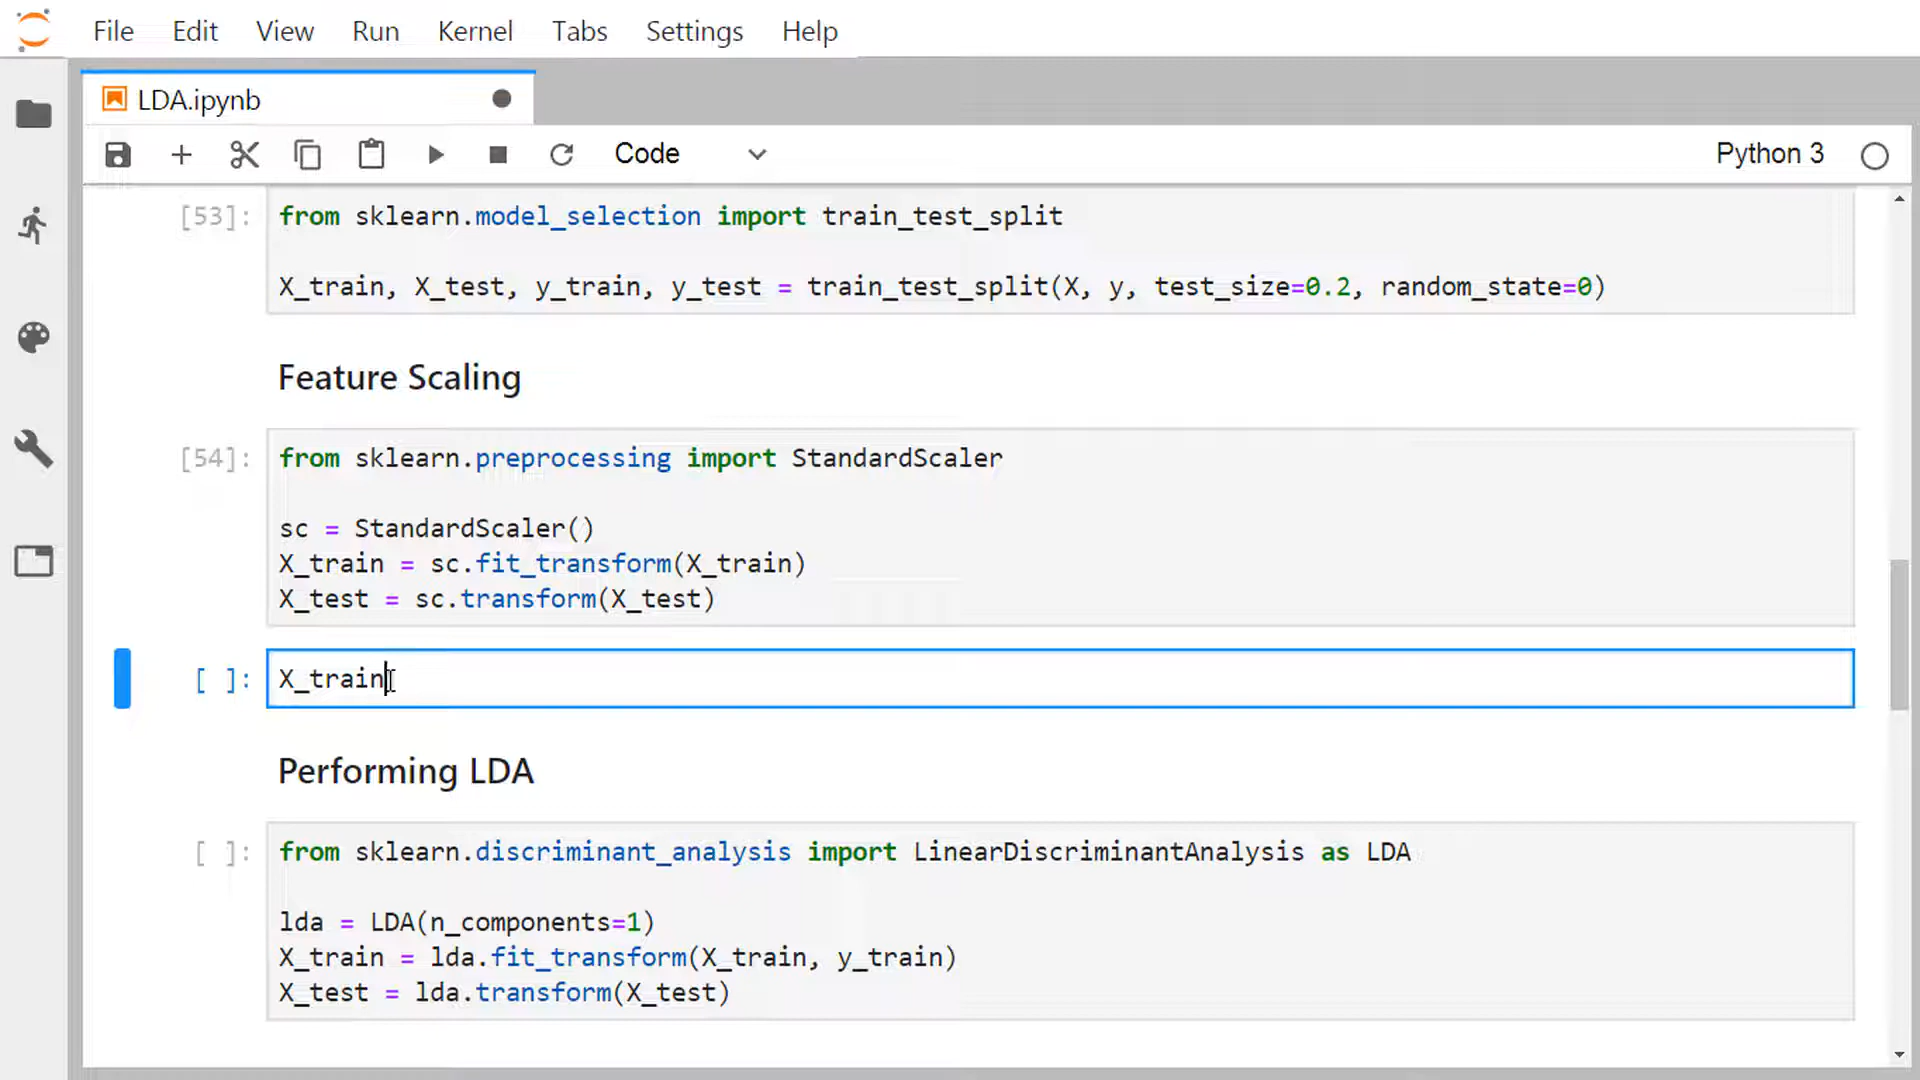 File Edit View Run Kernel Tabs Settings Help
LDA.ipynb
Code Python 3
[53]: from sklearn.model_selection import train_test_split
X_train, X_test, y_train, y_test = train_test_split(X, y, test_size=0.2, random_state=0)
Feature Scaling
[54]: from sklearn.preprocessing import StandardScaler
sc = StandardScaler()
X_train = sc.fit_transform(X_train)
X_test = sc.transform(X_test)
[ ]: X_train
Performing LDA
[ ]: from sklearn.discriminant_analysis import LinearDiscriminantAnalysis as LDA
lda = LDA(n_components=1)
X_train = lda.fit_transform(X_train, y_train)
X_test = lda.transform(X_test)